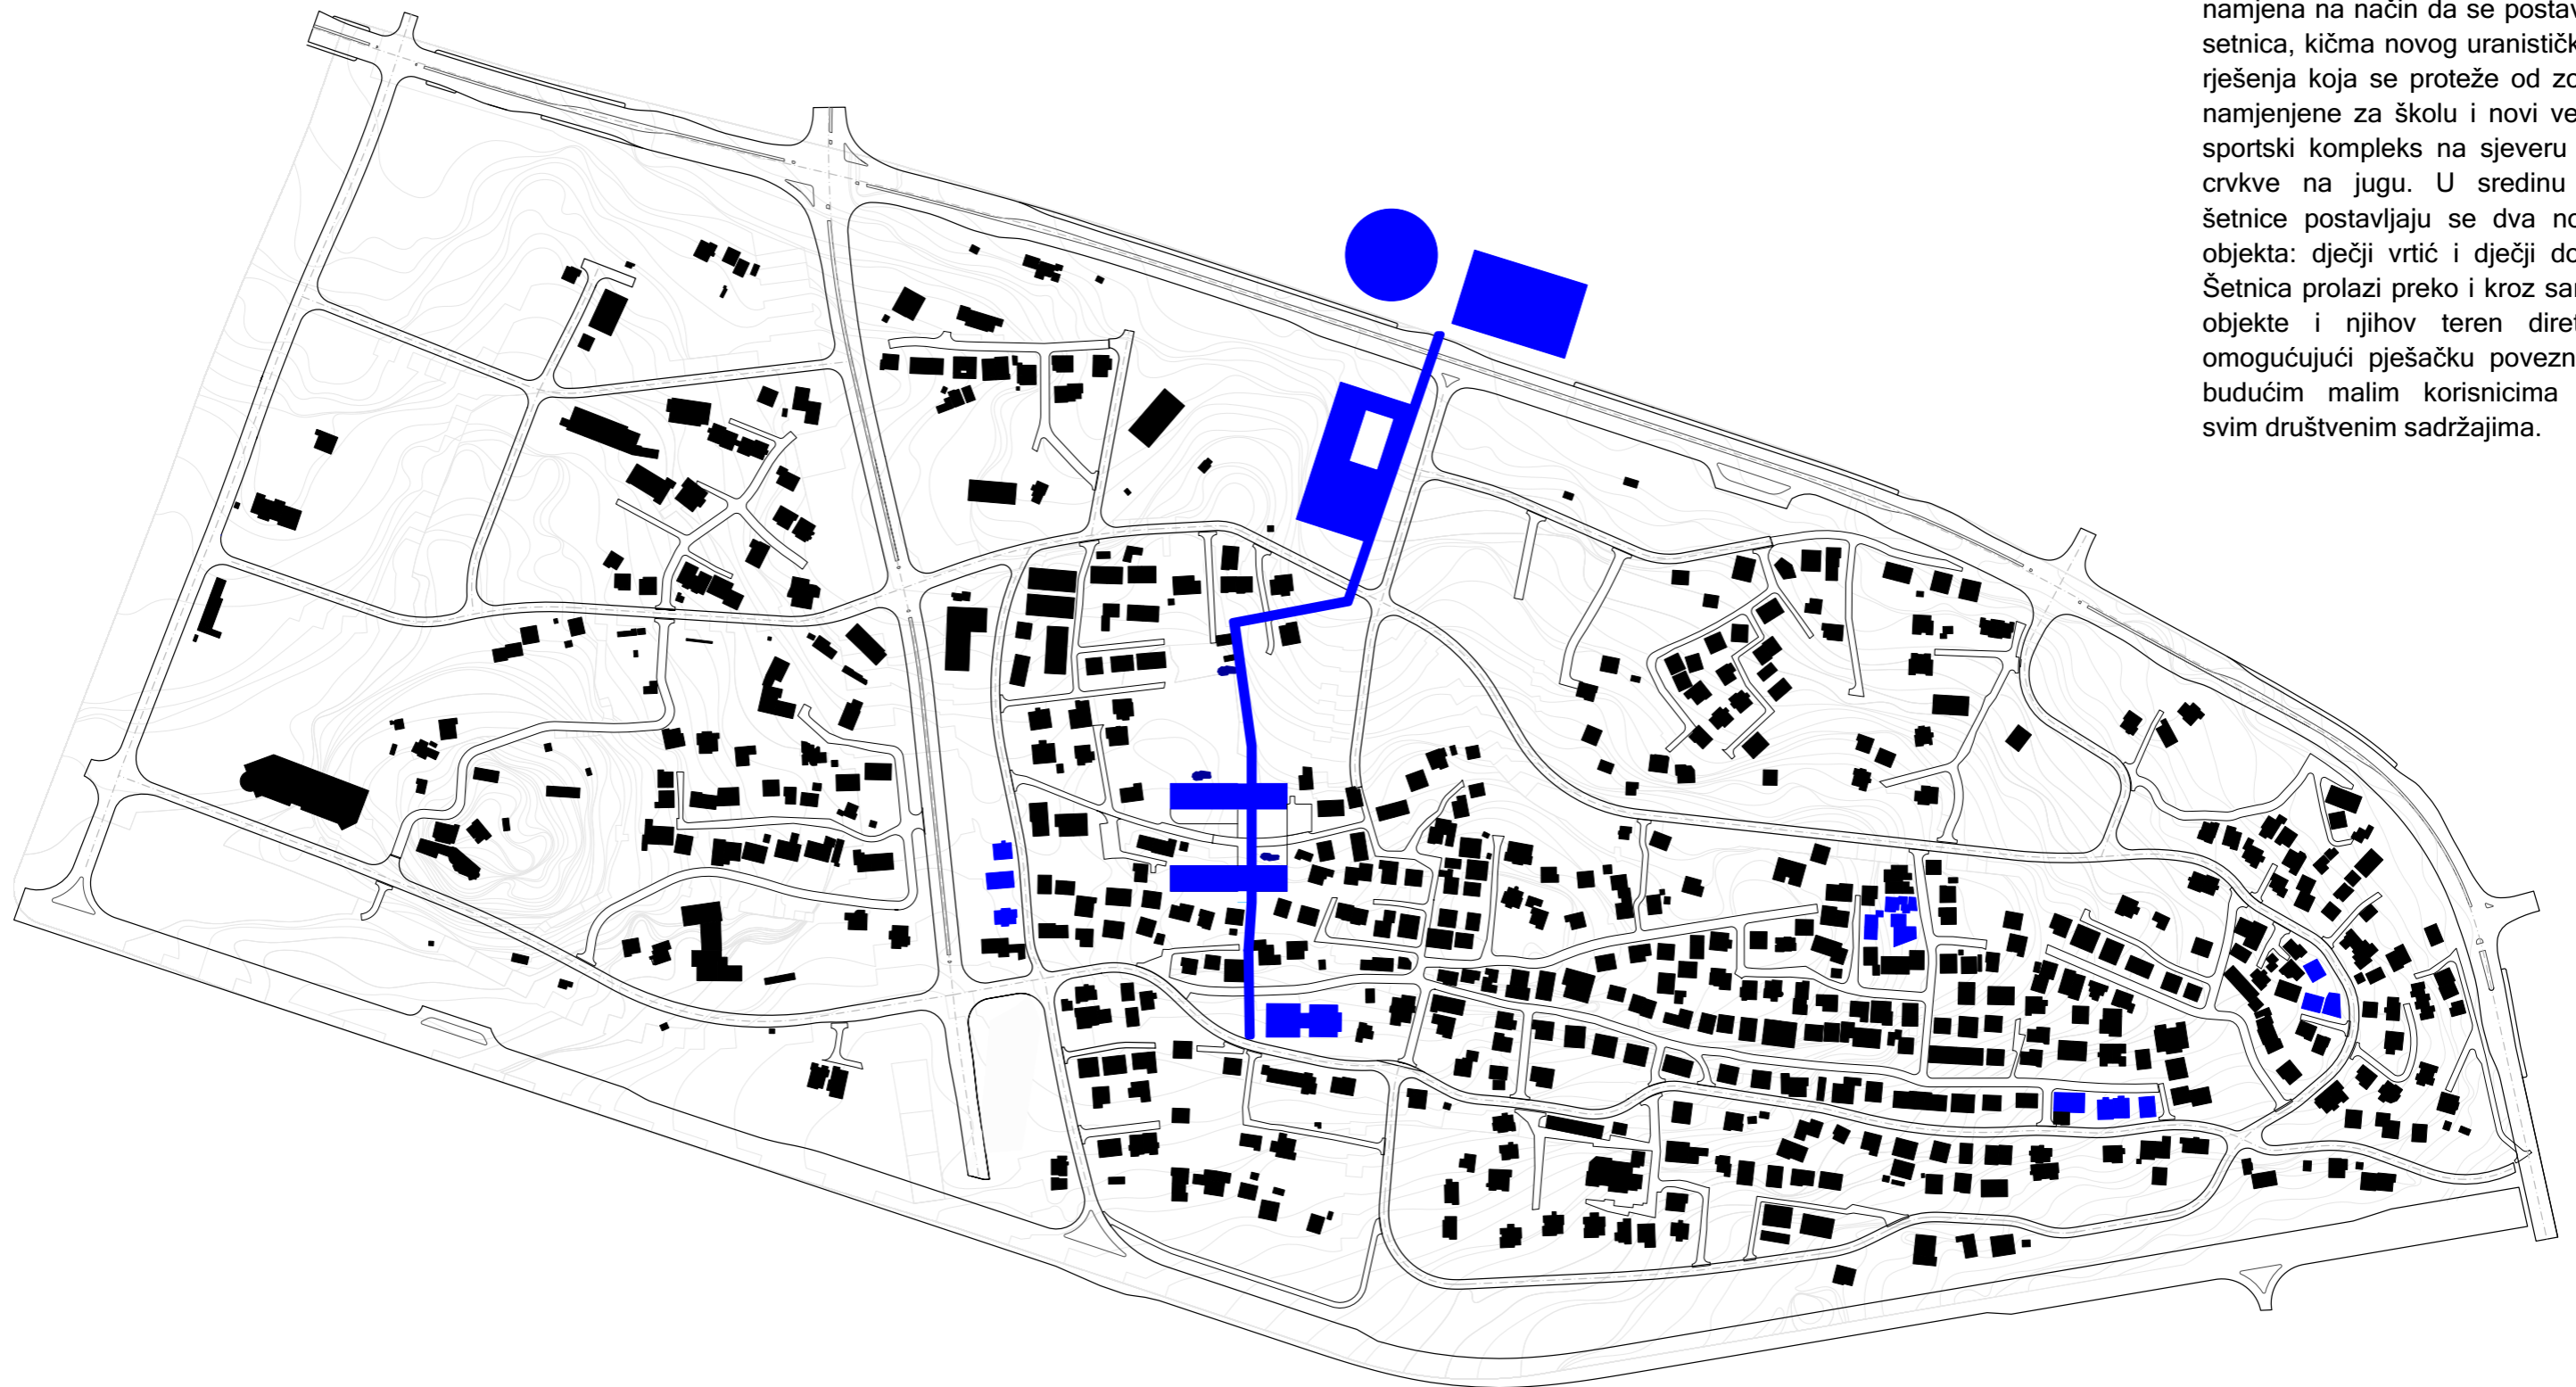 namjena na način da se postav
setnica, kičma novog uranističk
rješenja koja se proteže od zo
namjenjene za školu i novi ve
sportski kompleks na sjeveru
crvkve na jugu. U sredinu
šetnice postavljaju se dva no
objekta: dječji vrtić i dječji do
Šetnica prolazi preko i kroz sa
objekte i njihov teren diret
omogućujući pješačku povezn
budućim malim korisnicima
svim društvenim sadržajima.